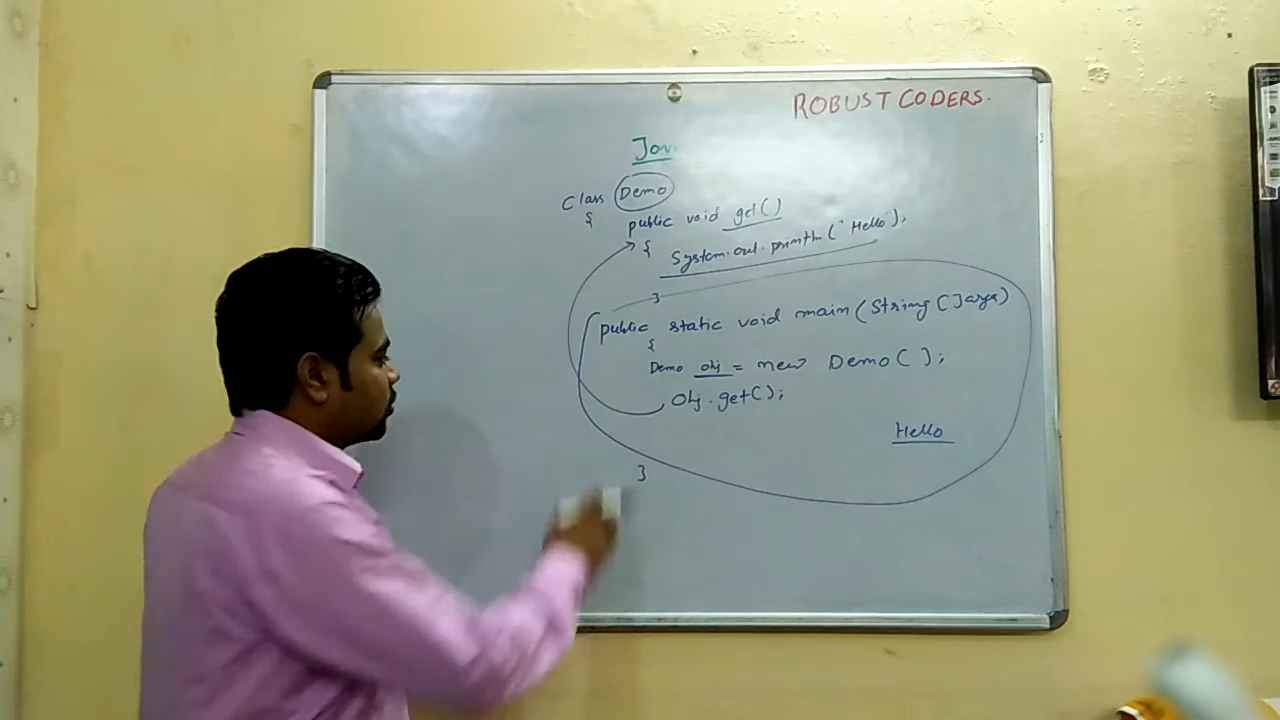 ROBUST CODERS.
Class Demo
{ public void get()
{ System.out.println("Hello");
}
public static void main(String[]args)
{
Demo obj = new Demo();
Obj.get();
Hello
}